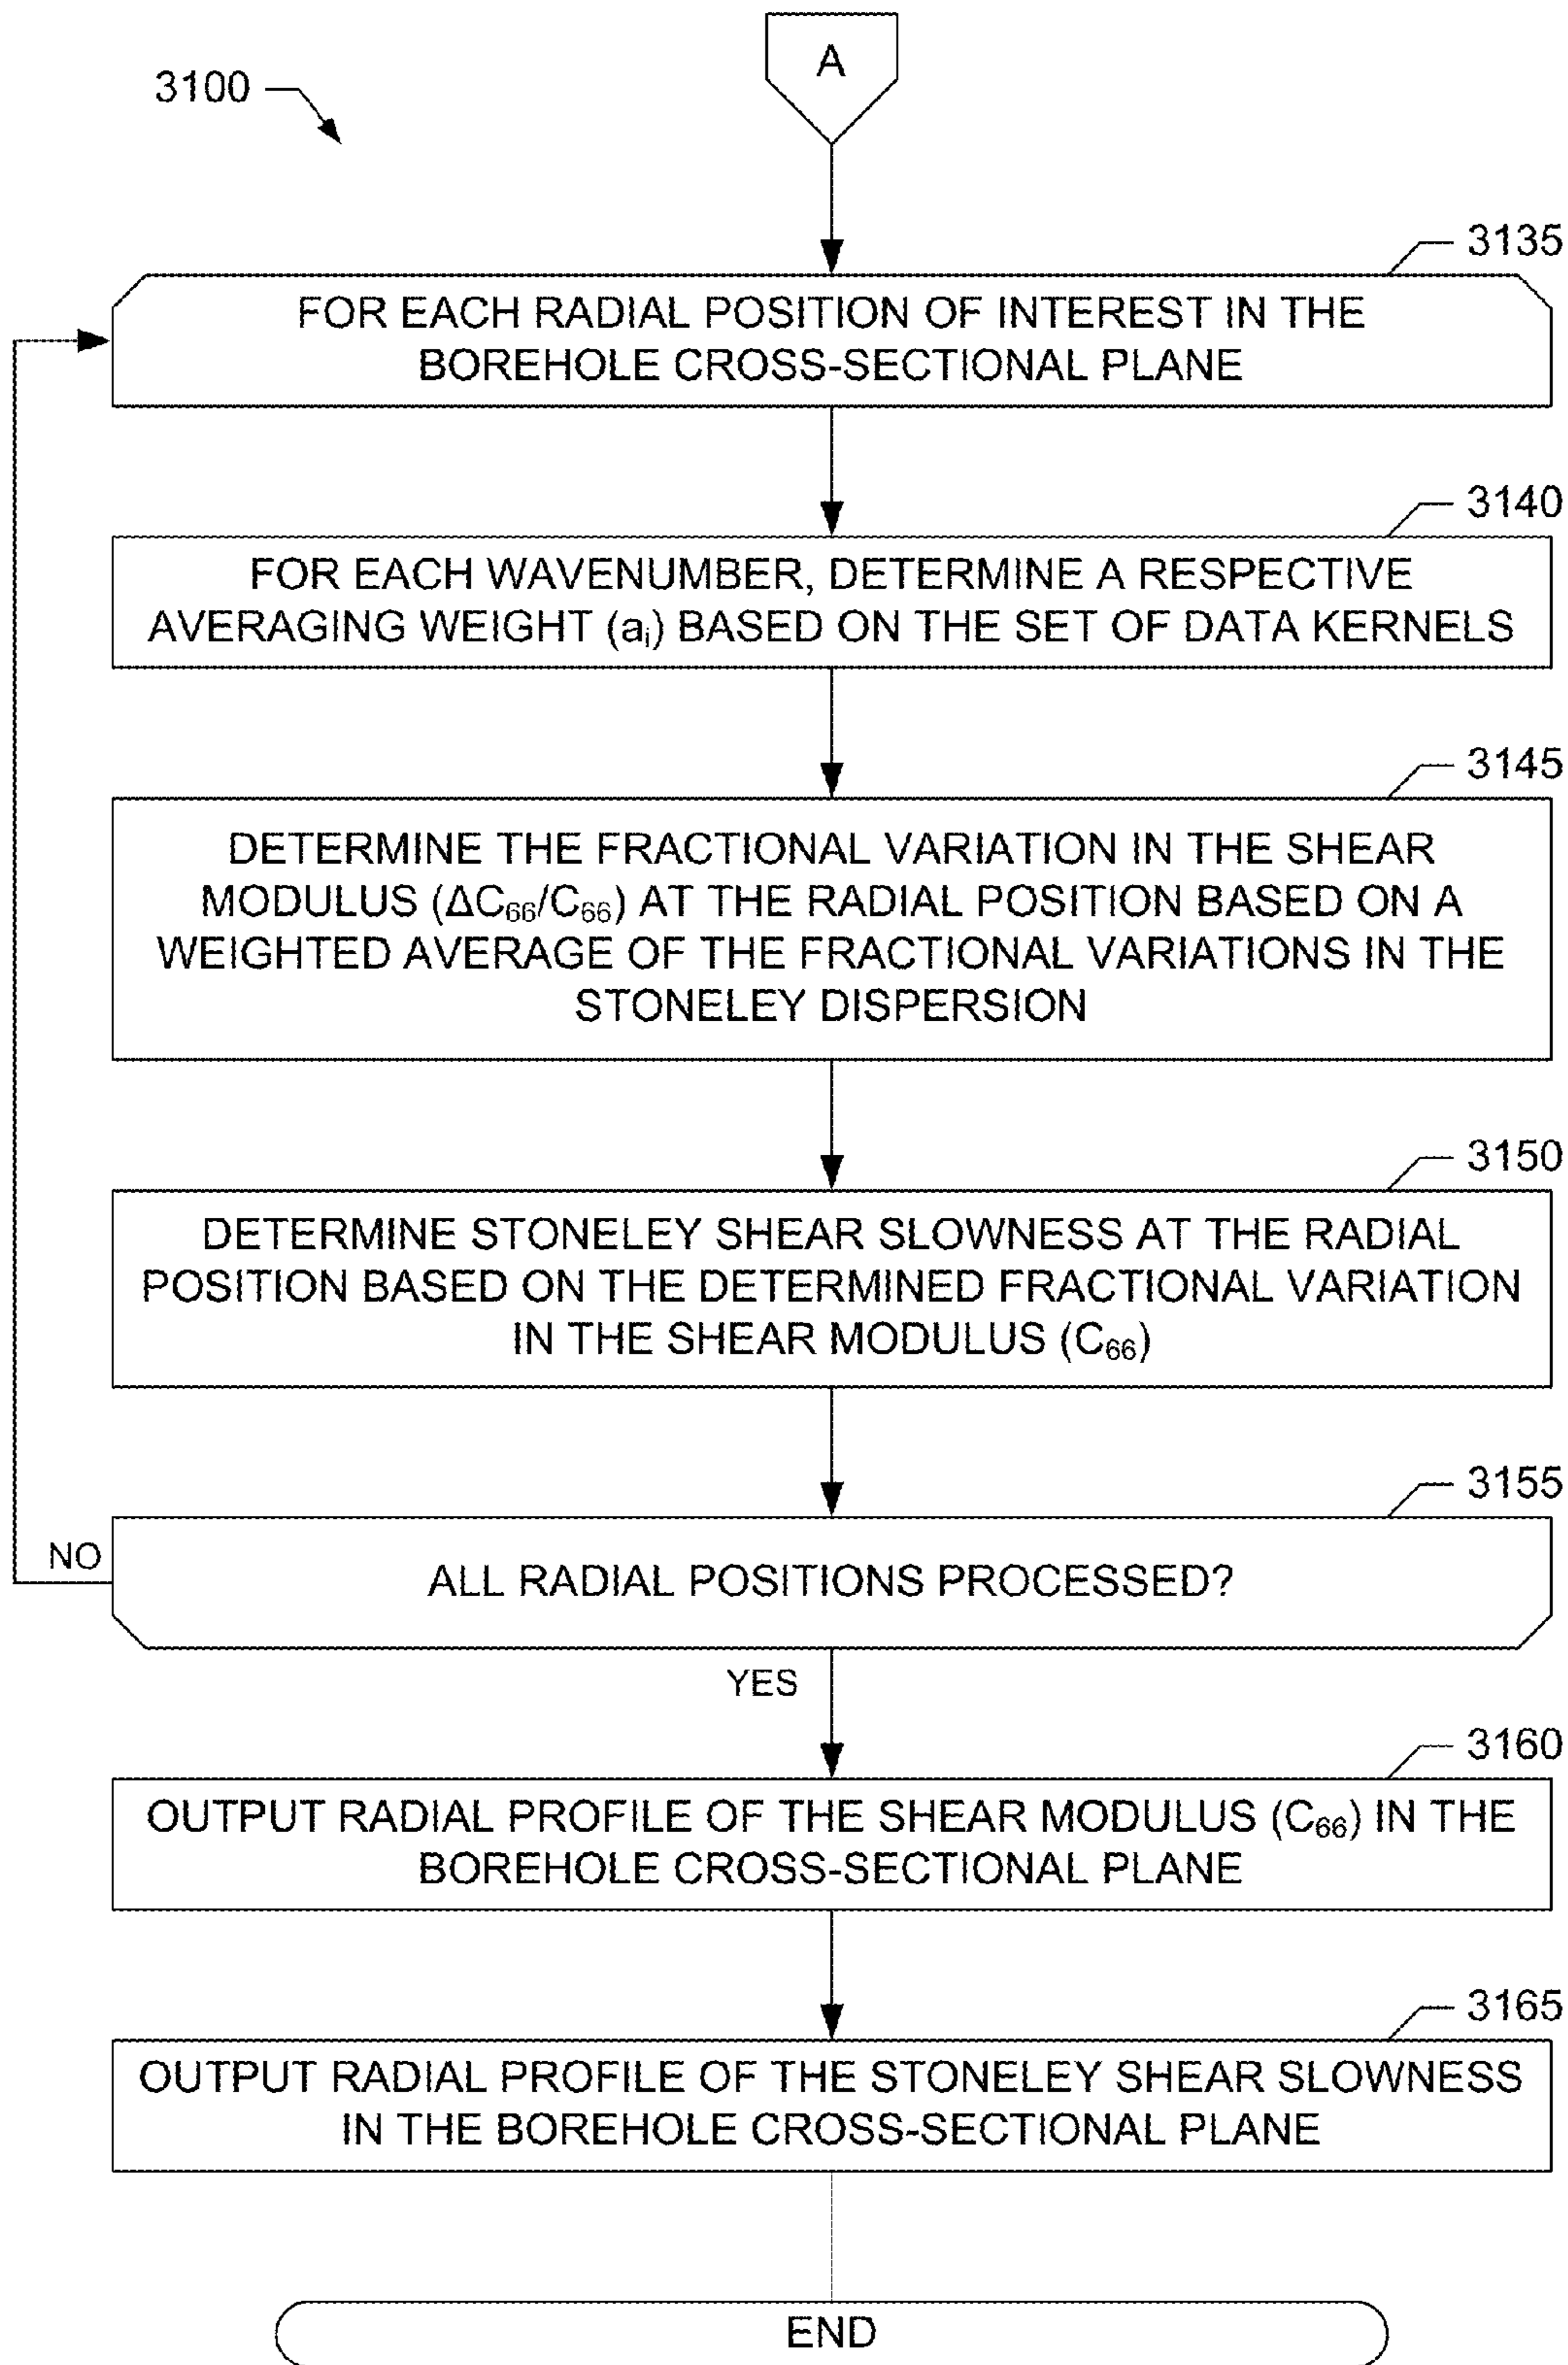 A
3100
3135
FOR EACH RADIAL POSITION OF INTEREST IN THE
BOREHOLE CROSS-SECTIONAL PLANE
3140
FOR EACH WAVENUMBER, DETERMINE A RESPECTIVE
AVERAGING WEIGHT (aᵢ) BASED ON THE SET OF DATA KERNELS
3145
DETERMINE THE FRACTIONAL VARIATION IN THE SHEAR
MODULUS (ΔC₆₆/C₆₆) AT THE RADIAL POSITION BASED ON A
WEIGHTED AVERAGE OF THE FRACTIONAL VARIATIONS IN THE
STONELEY DISPERSION
3150
DETERMINE STONELEY SHEAR SLOWNESS AT THE RADIAL
POSITION BASED ON THE DETERMINED FRACTIONAL VARIATION
IN THE SHEAR MODULUS (C₆₆)
3155
NO
ALL RADIAL POSITIONS PROCESSED?
YES
3160
OUTPUT RADIAL PROFILE OF THE SHEAR MODULUS (C₆₆) IN THE
BOREHOLE CROSS-SECTIONAL PLANE
3165
OUTPUT RADIAL PROFILE OF THE STONELEY SHEAR SLOWNESS
IN THE BOREHOLE CROSS-SECTIONAL PLANE
END